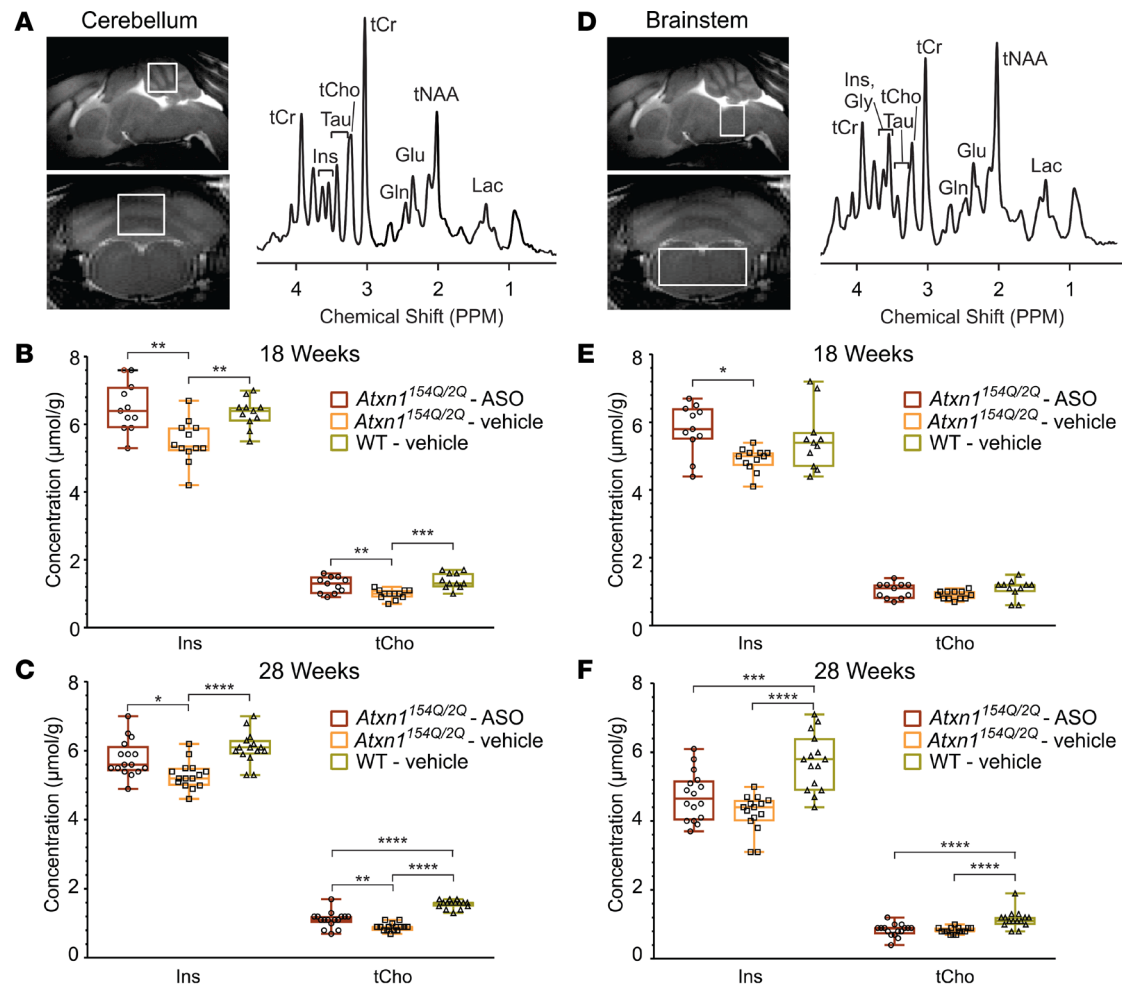 A
Cerebellum
tCr
tCho
Tau
tNAA
tCr
Ins
Glu
Gln
Lac
4 3 2 1
Chemical Shift (PPM)
D
Brainstem
tNAA
tCr
Ins,
Gly
tCho
Tau
tCr
Glu
Gln
Lac
4 3 2 1
Chemical Shift (PPM)
B
18 Weeks
Concentration (μmol/g)
8
6
4
2
0
** **
** ***
Atxn1154Q/2Q - ASO
Atxn1154Q/2Q - vehicle
WT - vehicle
Ins tCho
E
18 Weeks
Concentration (μmol/g)
8
6
4
2
0
*
Atxn1154Q/2Q - ASO
Atxn1154Q/2Q - vehicle
WT - vehicle
Ins tCho
C
28 Weeks
Concentration (μmol/g)
8
6
4
2
0
* ****
****
** ****
Atxn1154Q/2Q - ASO
Atxn1154Q/2Q - vehicle
WT - vehicle
Ins tCho
F
28 Weeks
Concentration (μmol/g)
8
6
4
2
0
***
****
****
****
Atxn1154Q/2Q - ASO
Atxn1154Q/2Q - vehicle
WT - vehicle
Ins tCho